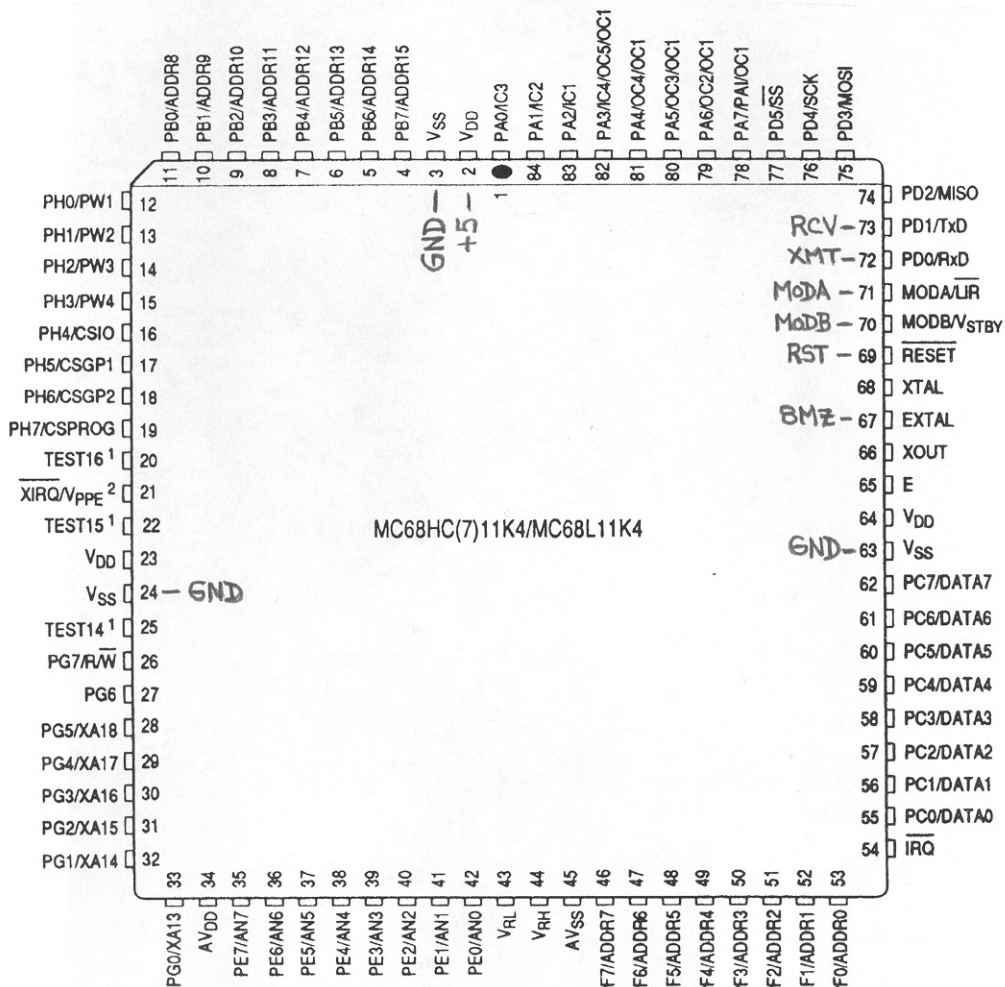 PB0/ADDR8
PB1/ADDR9
PB2/ADDR10
PB3/ADDR11
PB4/ADDR12
PB5/ADDR13
PB6/ADDR14
PB7/ADDR15
VSS
VDD
PA0/IC3
PA1/IC2
PA2/IC1
PA3/IC4/OC5/OC1
PA4/OC4/OC1
PA5/OC3/OC1
PA6/OC2/OC1
PA7/PAI/OC1
PD5/SS
PD4/SCK
PD3/MOSI
11 10 9 8 7 6 5 4 3 2 1 84 83 82 81 80 79 78 77 76 75
GND –
+5 –
PH0/PW1 12
PH1/PW2 13
PH2/PW3 14
PH3/PW4 15
PH4/CSIO 16
PH5/CSGP1 17
PH6/CSGP2 18
PH7/CSPROG 19
TEST16 1 20
XIRQ/VPPE 2 21
TEST15 1 22
VDD 23
VSS 24 – GND
TEST14 1 25
PG7/R/W 26
PG6 27
PG5/XA18 28
PG4/XA17 29
PG3/XA16 30
PG2/XA15 31
PG1/XA14 32
MC68HC(7)11K4/MC68L11K4
74 PD2/MISO
RCV – 73 PD1/TxD
XMT – 72 PD0/RxD
MODA – 71 MODA/LIR
MODB – 70 MODB/VSTBY
RST – 69 RESET
68 XTAL
8MZ – 67 EXTAL
66 XOUT
65 E
64 VDD
GND – 63 VSS
62 PC7/DATA7
61 PC6/DATA6
60 PC5/DATA5
59 PC4/DATA4
58 PC3/DATA3
57 PC2/DATA2
56 PC1/DATA1
55 PC0/DATA0
54 IRQ
33 34 35 36 37 38 39 40 41 42 43 44 45 46 47 48 49 50 51 52 53
PG0/XA13
AVDD
PE7/AN7
PE6/AN6
PE5/AN5
PE4/AN4
PE3/AN3
PE2/AN2
PE1/AN1
PE0/AN0
VRL
VRH
AVSS
F7/ADDR7
F6/ADDR6
F5/ADDR5
F4/ADDR4
F3/ADDR3
F2/ADDR2
F1/ADDR1
F0/ADDR0